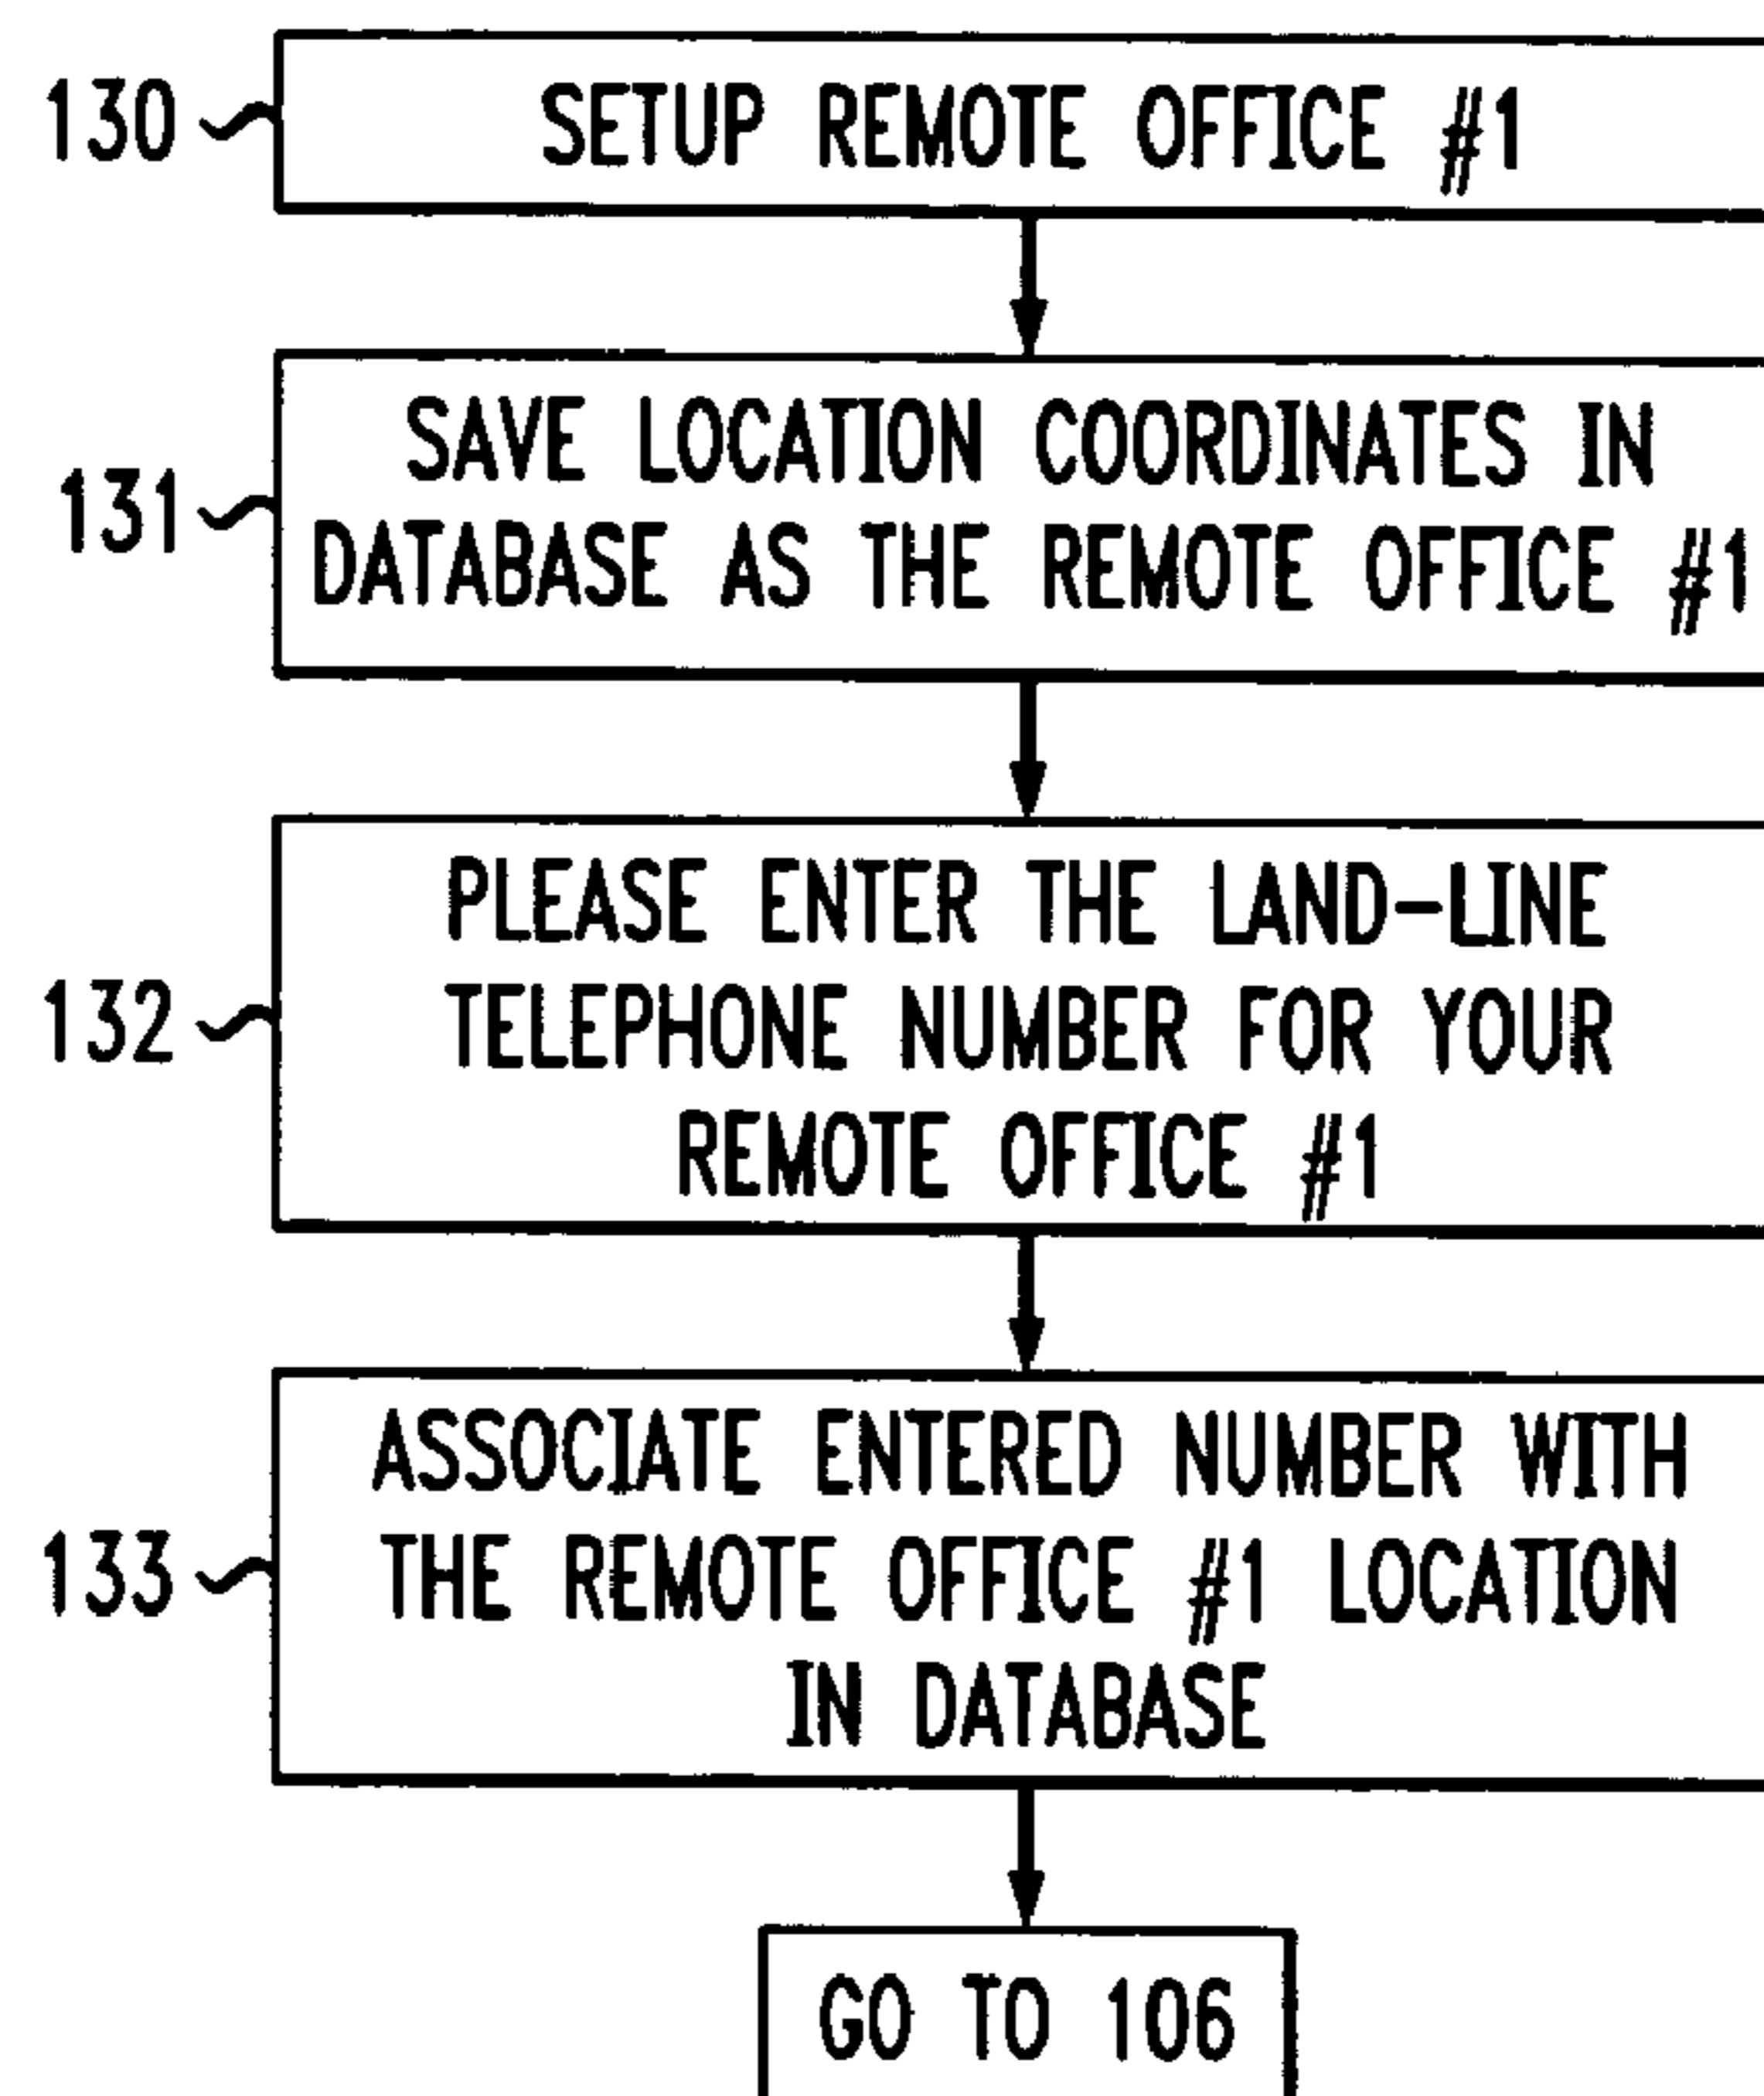 130 SETUP REMOTE OFFICE #1
131 SAVE LOCATION COORDINATES IN
DATABASE AS THE REMOTE OFFICE #1
132 PLEASE ENTER THE LAND-LINE
TELEPHONE NUMBER FOR YOUR
REMOTE OFFICE #1
133 ASSOCIATE ENTERED NUMBER WITH
THE REMOTE OFFICE #1 LOCATION
IN DATABASE
GO TO 106